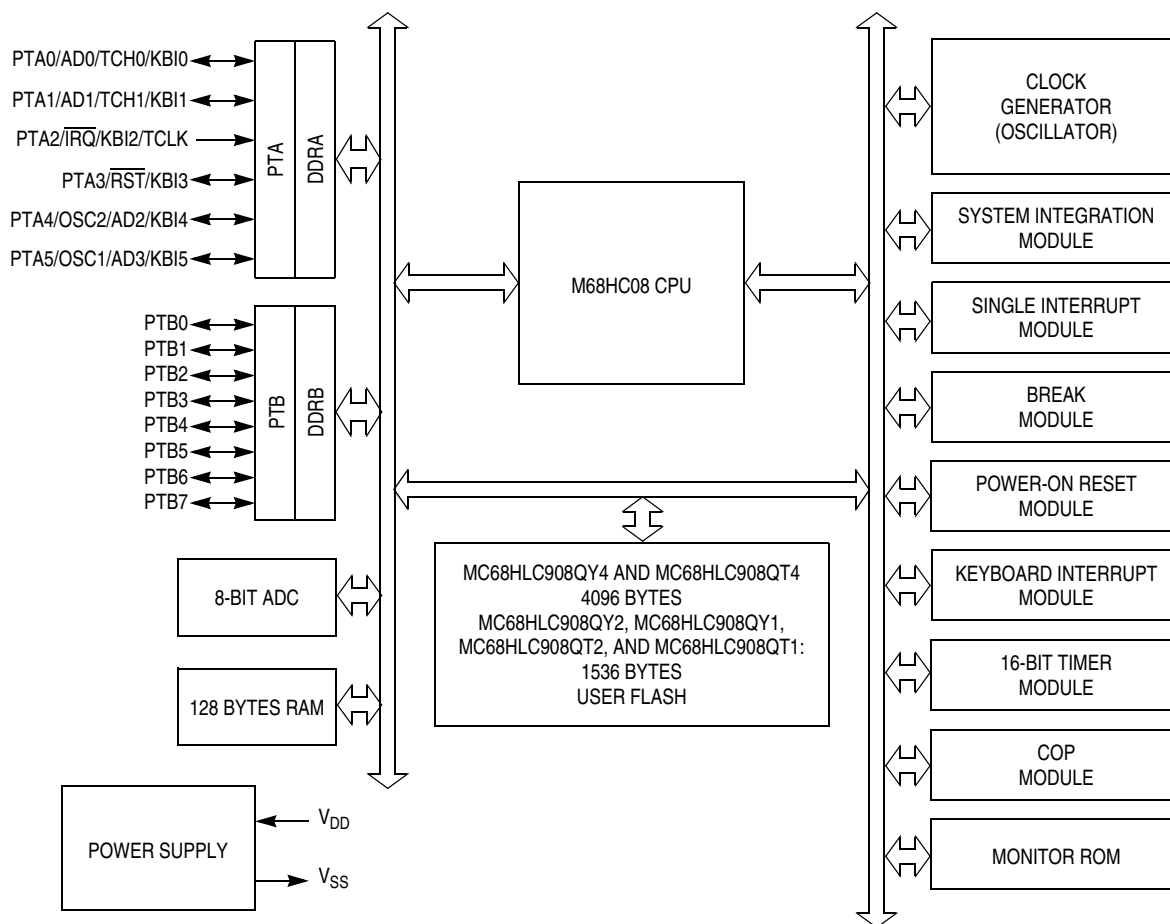 PTA0/AD0/TCH0/KBI0
PTA1/AD1/TCH1/KBI1
PTA2/I̅R̅Q̅/KBI2/TCLK
PTA3/R̅S̅T̅/KBI3
PTA4/OSC2/AD2/KBI4
PTA5/OSC1/AD3/KBI5
PTA
DDRA
PTB0
PTB1
PTB2
PTB3
PTB4
PTB5
PTB6
PTB7
PTB
DDRB
8-BIT ADC
128 BYTES RAM
POWER SUPPLY
VDD
VSS
M68HC08 CPU
MC68HLC908QY4 AND MC68HLC908QT4
4096 BYTES
MC68HLC908QY2, MC68HLC908QY1,
MC68HLC908QT2, AND MC68HLC908QT1:
1536 BYTES
USER FLASH
CLOCK
GENERATOR
(OSCILLATOR)
SYSTEM INTEGRATION
MODULE
SINGLE INTERRUPT
MODULE
BREAK
MODULE
POWER-ON RESET
MODULE
KEYBOARD INTERRUPT
MODULE
16-BIT TIMER
MODULE
COP
MODULE
MONITOR ROM